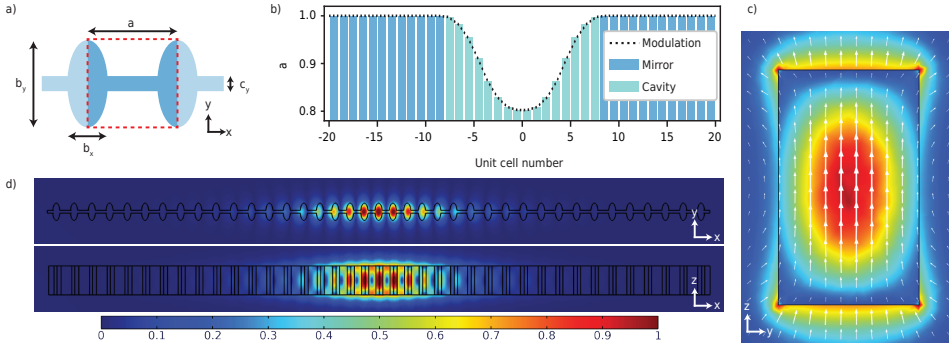 a)
a
b_y
c_y
b_x
y
x
b)
1.0
0.9
0.8
a
Modulation
Mirror
Cavity
-20 -15 -10 -5 0 5 10 15 20
Unit cell number
c)
z
y
d)
y
x
z
x
0 0.1 0.2 0.3 0.4 0.5 0.6 0.7 0.8 0.9 1